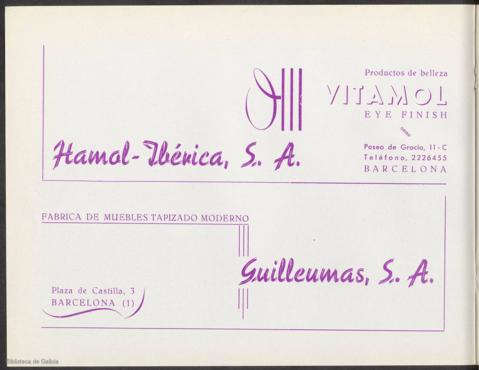 Productos de belleza
VITAMOL
EYE FINISH
Hamol-Ibérica, S. A.
Paseo de Gracia, 11-C
Teléfono, 2226455
BARCELONA
FABRICA DE MUEBLES TAPIZADO MODERNO
Guilleumas, S. A.
Plaza de Castilla, 3
BARCELONA (1)
Biblioteca de Galicia